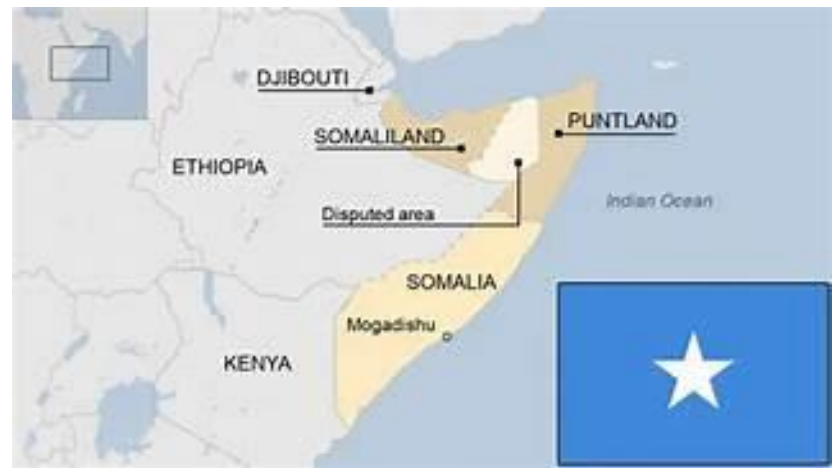 DJIBOUTI
SOMALILAND
PUNTLAND
ETHIOPIA
Disputed area
Indian Ocean
SOMALIA
Mogadishu
KENYA